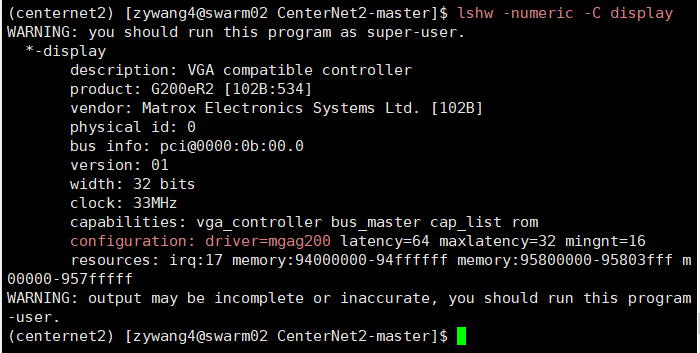 (centernet2) [zywang4@swarm02 CenterNet2-master]$ lshw -numeric -C display
WARNING: you should run this program as super-user.
*-display
description: VGA compatible controller
product: G200eR2 [102B:534]
vendor: Matrox Electronics Systems Ltd. [102B]
physical id: 0
bus info: pci@0000:0b:00.0
version: 01
width: 32 bits
clock: 33MHz
capabilities: vga_controller bus_master cap_list rom
configuration: driver=mgag200 latency=64 maxlatency=32 mingnt=16
resources: irq:17 memory:94000000-94ffffff memory:95800000-95803fff m
00000-957fffff
WARNING: output may be incomplete or inaccurate, you should run this program
-user.
(centernet2) [zywang4@swarm02 CenterNet2-master]$